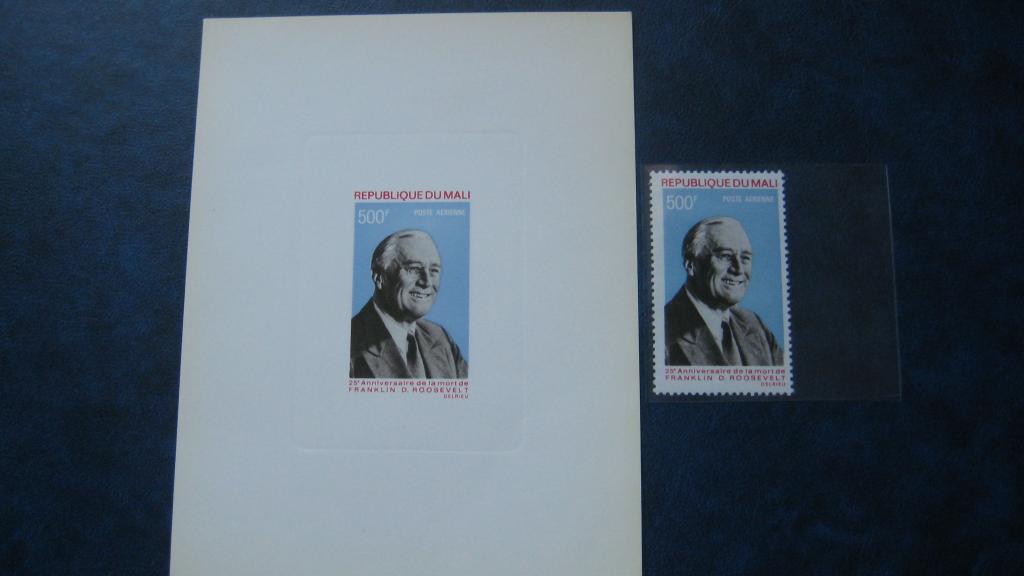 REPUBLIQUE DU MALI
500F
POSTE AERIENNE
25e Anniversaire de la mort de
FRANKLIN D. ROOSEVELT
DELRIEU
REPUBLIQUE DU MALI
500F
POSTE AERIENNE
25e Anniversaire de la mort de
FRANKLIN D. ROOSEVELT
DELRIEU